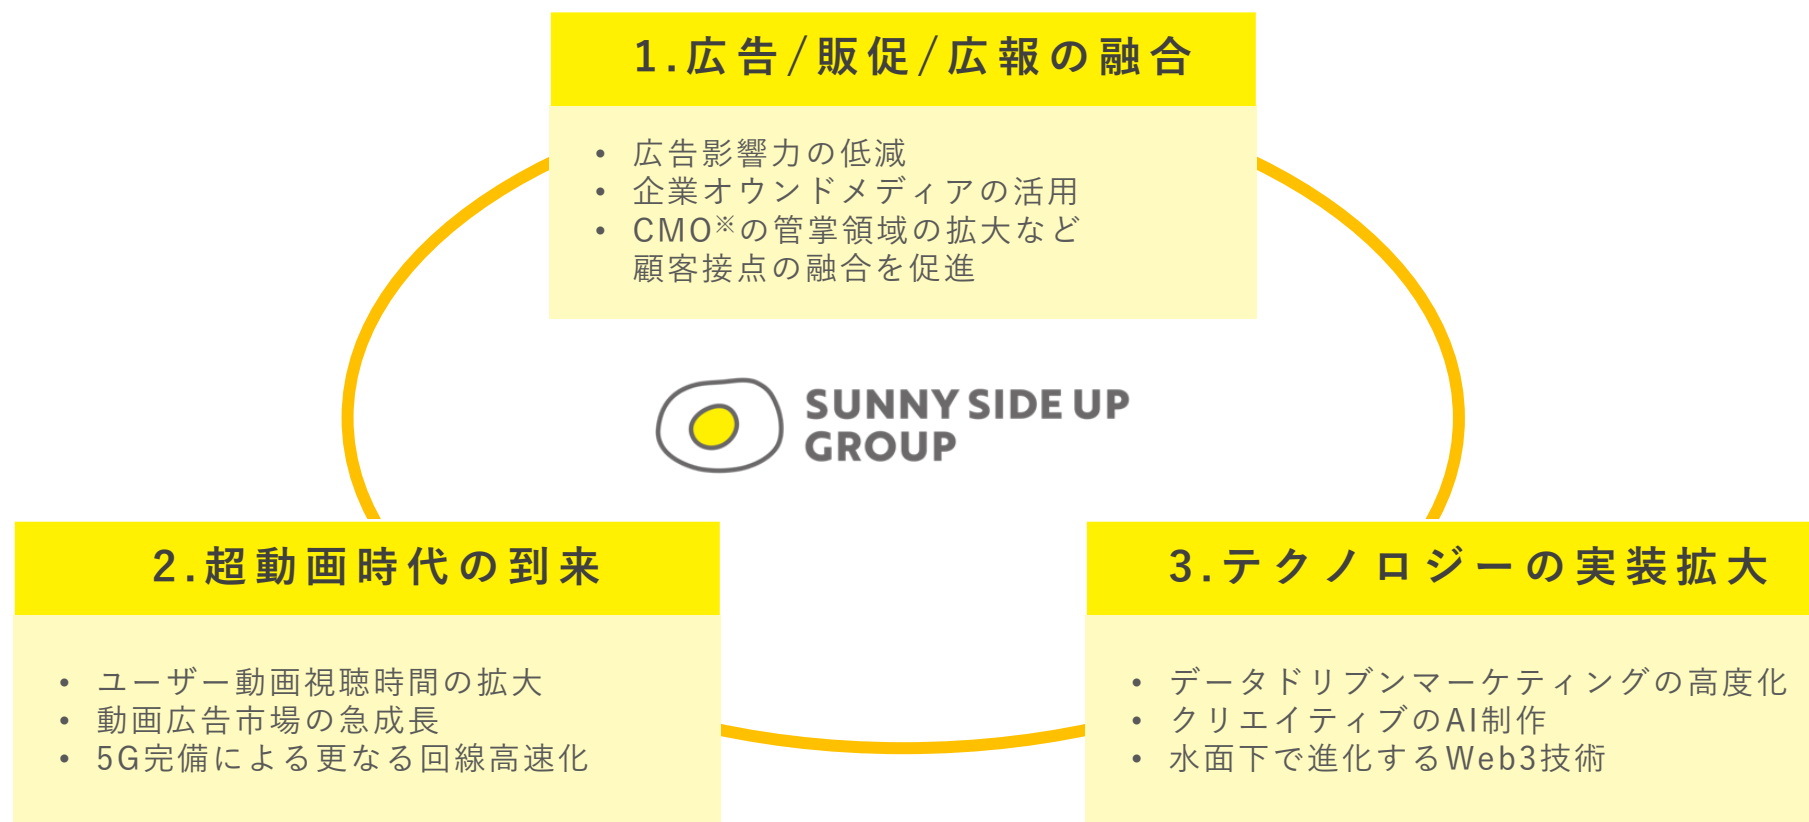 1.広告/販促/広報の融合
• 広告影響力の低減
• 企業オウンドメディアの活用
• CMO※の管掌領域の拡大など
顧客接点の融合を促進
SUNNY SIDE UP
GROUP
2.超動画時代の到来
• ユーザー動画視聴時間の拡大
• 動画広告市場の急成長
• 5G完備による更なる回線高速化
3.テクノロジーの実装拡大
• データドリブンマーケティングの高度化
• クリエイティブのAI制作
• 水面下で進化するWeb3技術